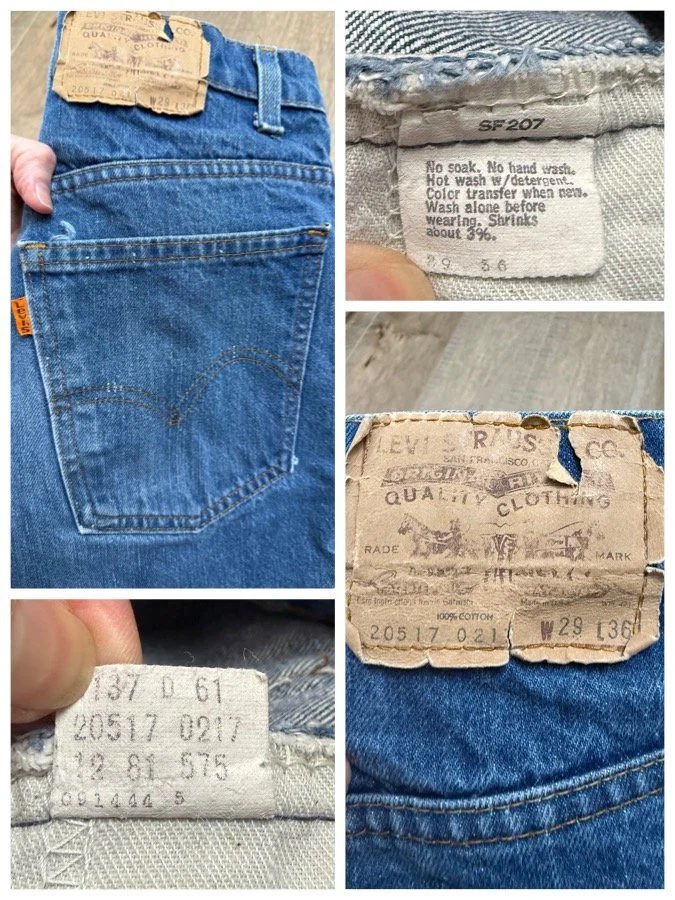 LEVI STRAUSS & CO.
QUALITY CLOTHING
20517 021 W29 L36
Levi's
SF207
No soak. No hand wash.
Hot wash w/detergent.
Color transfer when new.
Wash alone before
wearing. Shrinks
about 3%.
29 36
LEVI STRAUSS CO.
SAN FRANCISCO
ORIGINAL
QUALITY CLOTHING
RADE MARK
100% COTTON
20517 021 W29 L36
137 D 61
20517 0217
12 81 575
091444 5